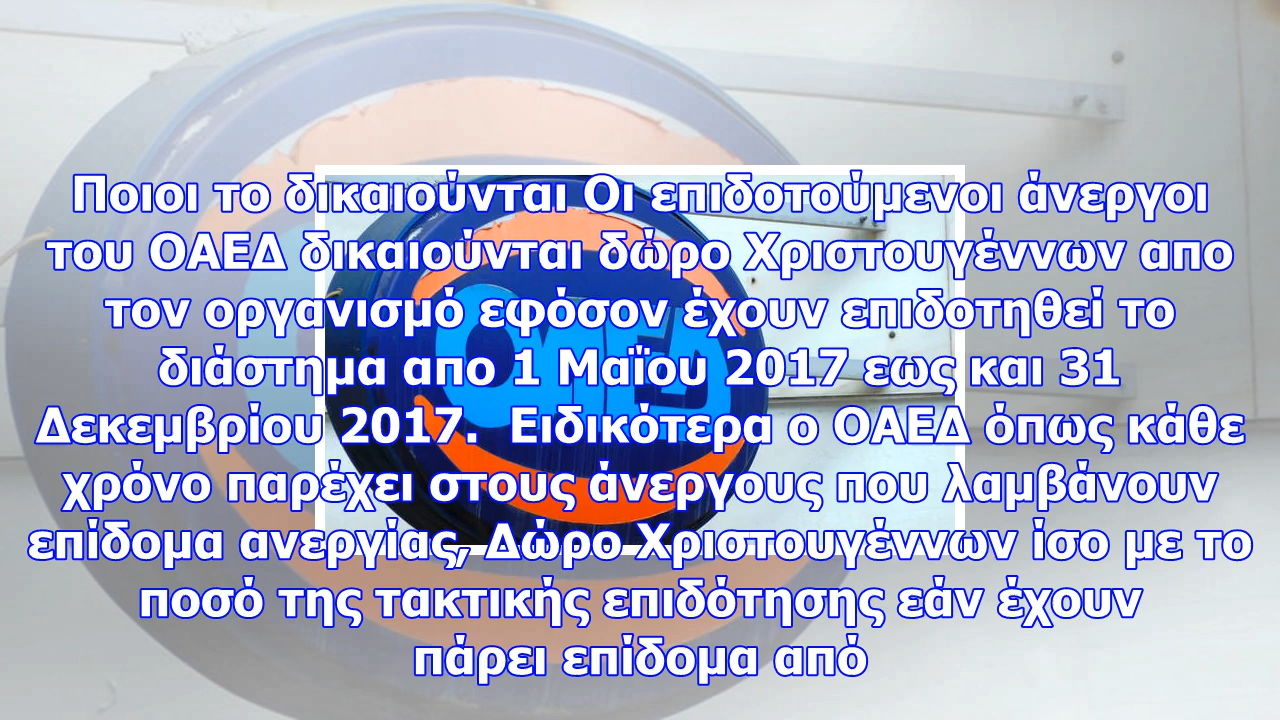 Ποιοι το δικαιούνται Οι επιδοτούμενοι άνεργοι
του ΟΑΕΔ δικαιούνται δώρο Χριστουγέννων απο
τον οργανισμό εφόσον έχουν επιδοτηθεί το
διάστημα απο 1 Μαΐου 2017 εως και 31
Δεκεμβρίου 2017. Ειδικότερα ο ΟΑΕΔ όπως κάθε
χρόνο παρέχει στους άνεργους που λαμβάνουν
επίδομα ανεργίας, Δώρο Χριστουγέννων ίσο με το
ποσό της τακτικής επιδότησης εάν έχουν
πάρει επίδομα από
ΟΑΕΔ